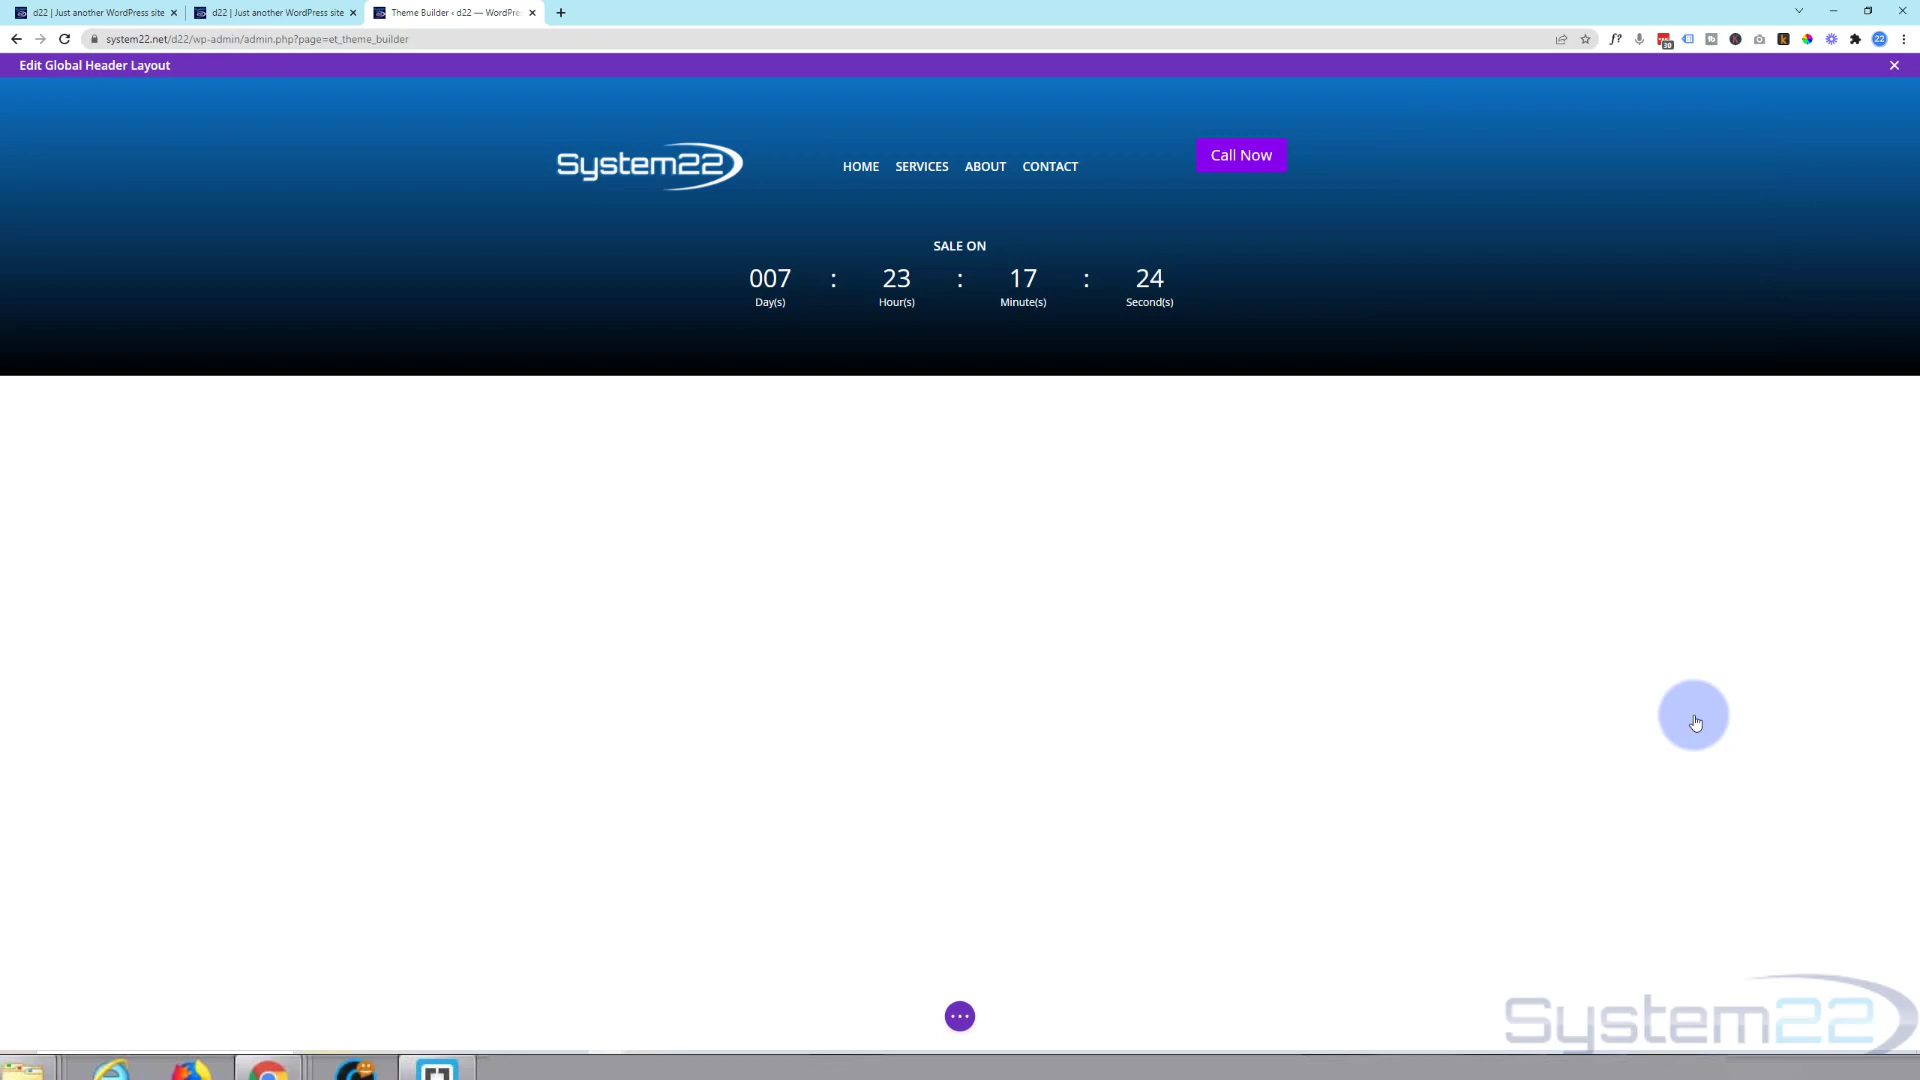 d22 | Just another WordPress site
d22 | Just another WordPress site
Theme Builder ‹ d22 — WordPre
system22.net/d22/wp-admin/admin.php?page=et_theme_builder
f?
30
22
Edit Global Header Layout
System22
HOME SERVICES ABOUT CONTACT
Call Now
SALE ON
007 : 23 : 17 : 24
Day(s) Hour(s) Minute(s) Second(s)
System22